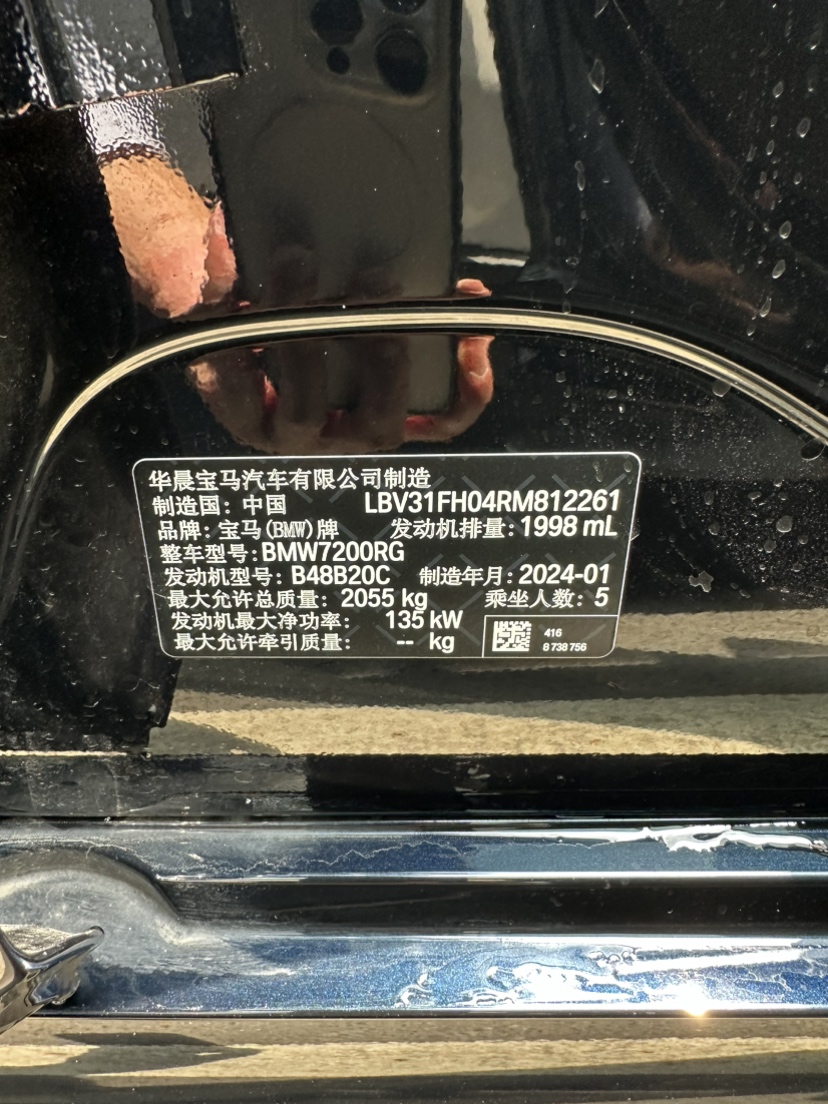 华晨宝马汽车有限公司制造
制造国：中国 LBV31FH04RM812261
品牌：宝马(BMW)牌 发动机排量：1998 mL
整车型号：BMW7200RG
发动机型号：B48B20C 制造年月：2024-01
最大允许总质量：2055 kg 乘坐人数：5
发动机最大净功率：135 kW
最大允许牵引质量：-- kg
416
8 738 756